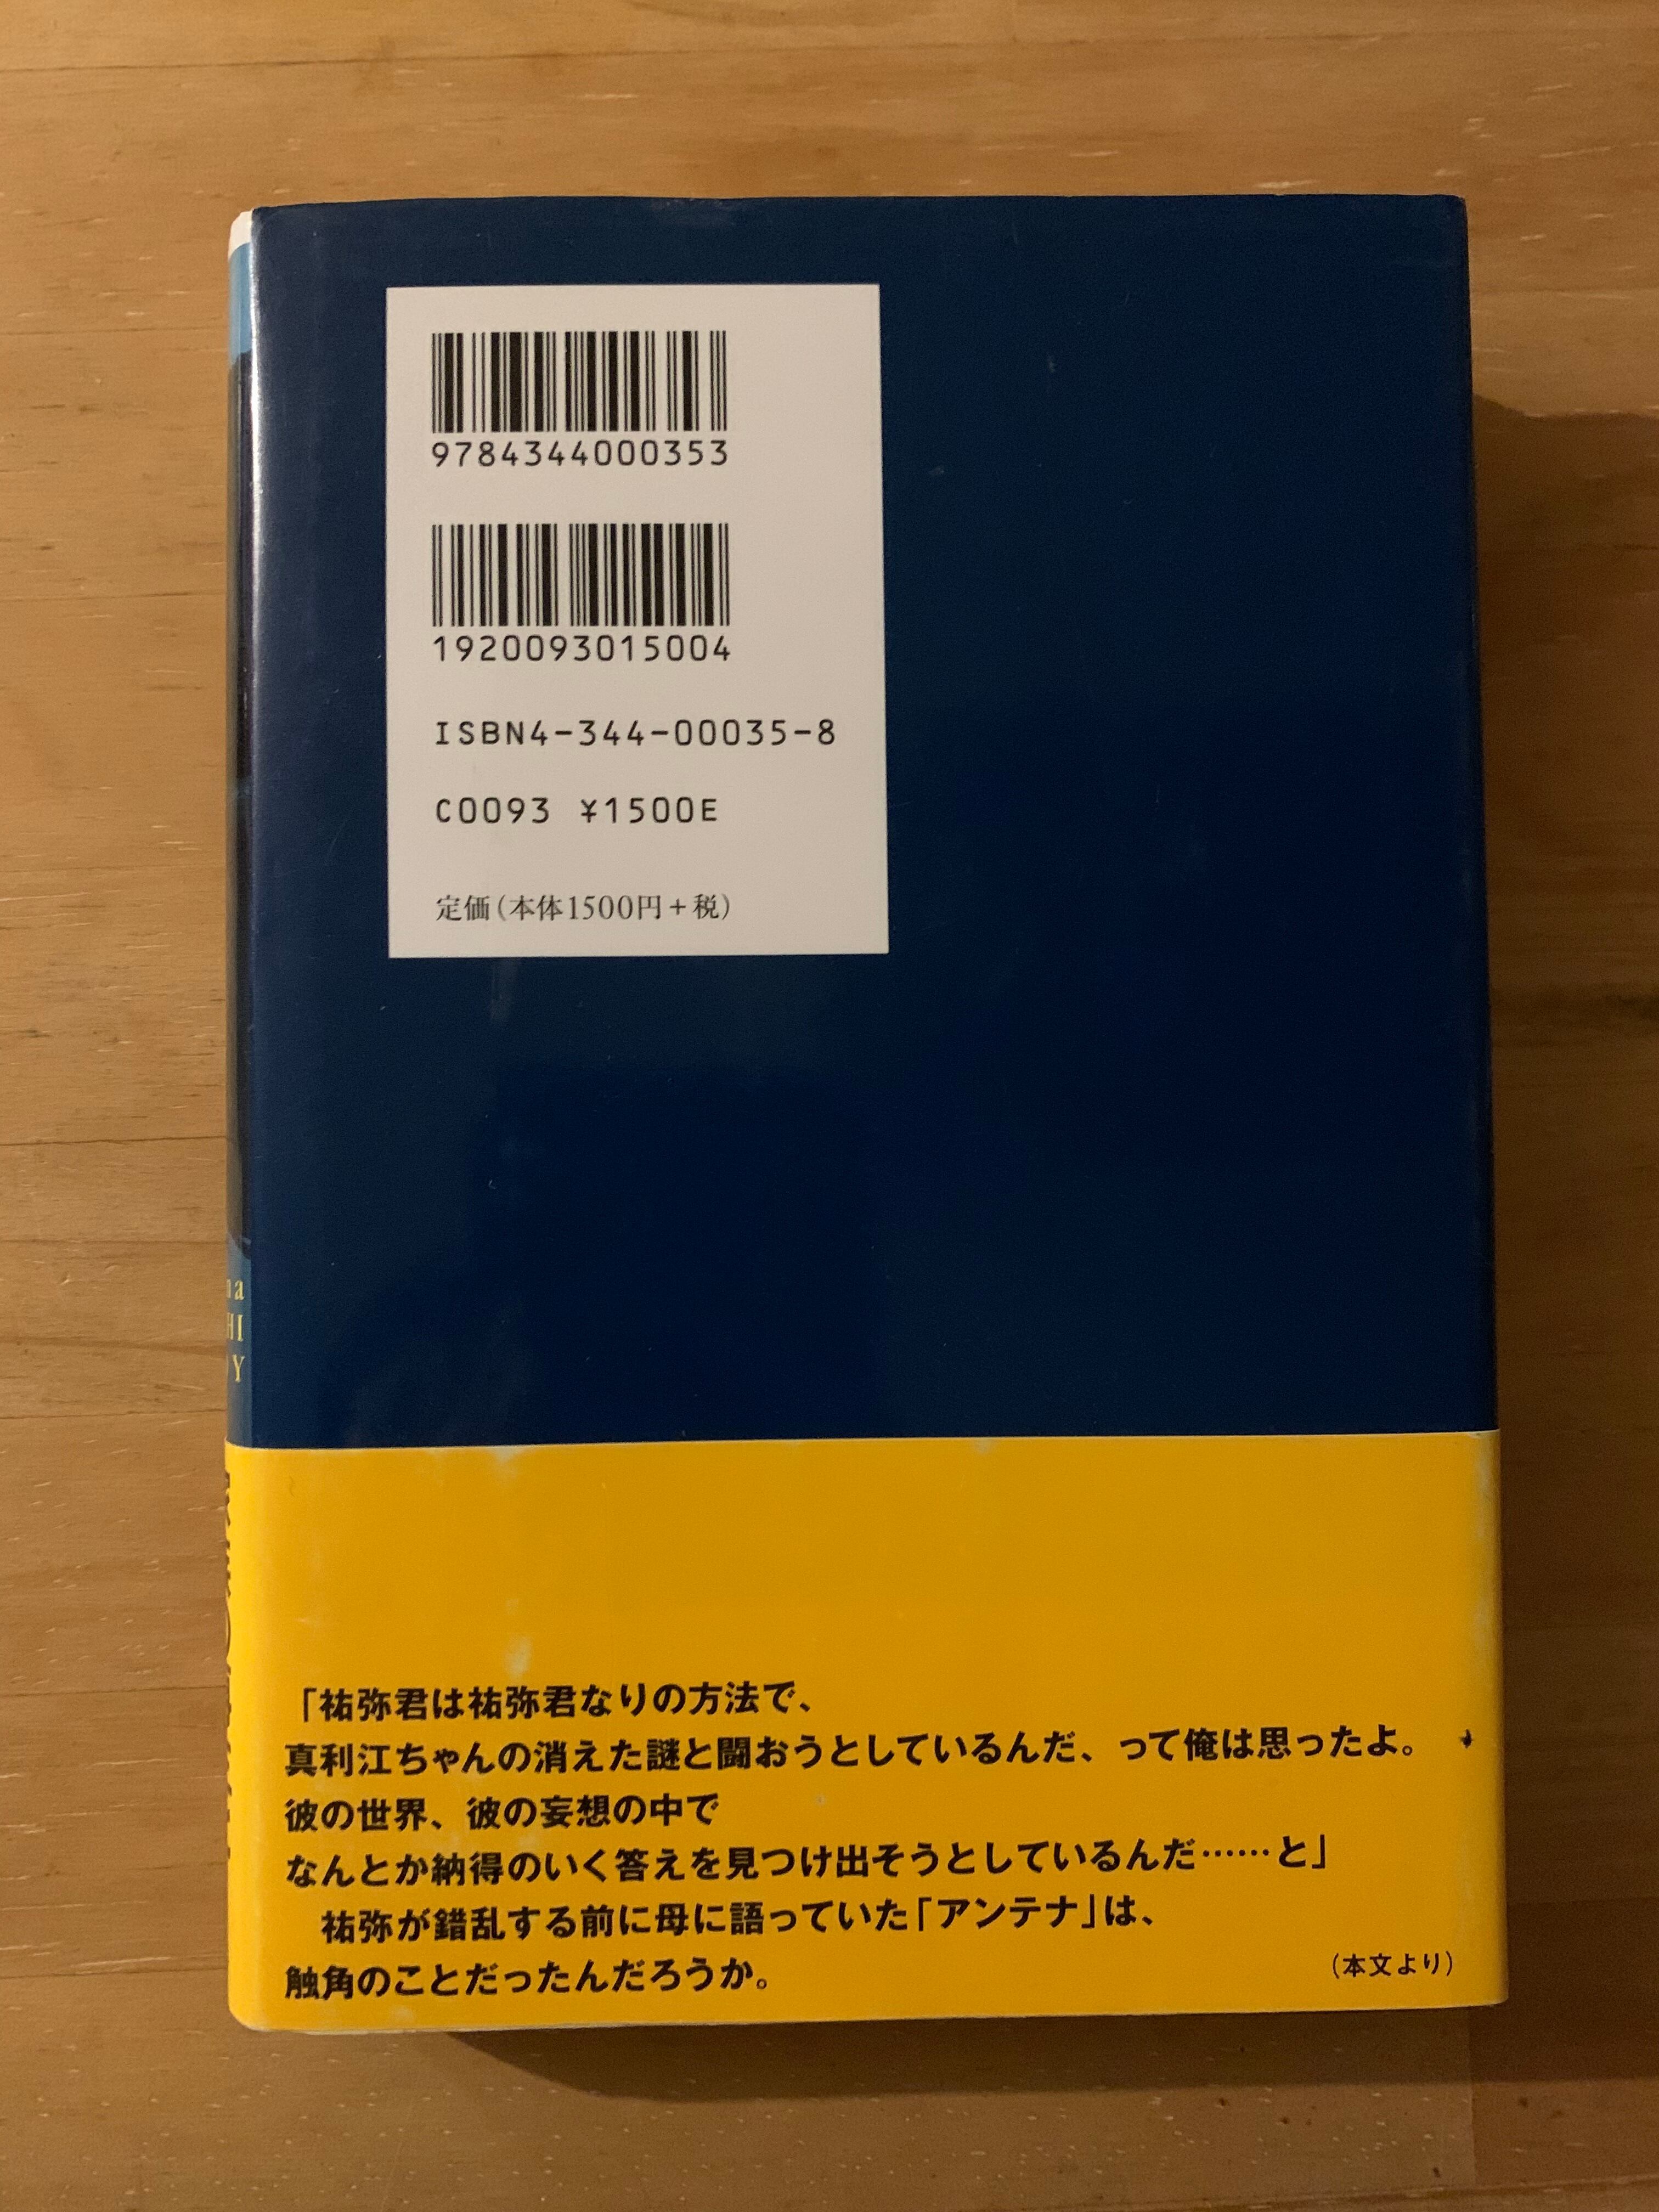 9784344000353
1920093015004
ISBN4-344-00035-8
C0093 ¥1500E
定価(本体1500円+税)
na
HI
Y
「祐弥君は祐弥君なりの方法で、
真利江ちゃんの消えた謎と闘おうとしているんだ、って俺は思ったよ。
彼の世界、彼の妄想の中で
なんとか納得のいく答えを見つけ出そうとしているんだ……と」
祐弥が錯乱する前に母に語っていた「アンテナ」は、
触角のことだったんだろうか。
(本文より)